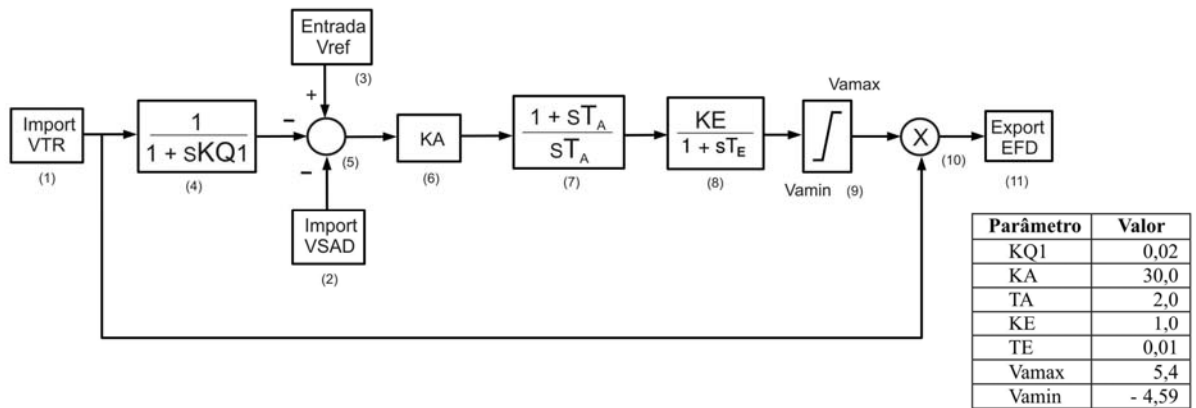 Entrada
Vref
(3)
Vamax
+
−
Import
VTR
(1)
1
1 + sKQ1
(4)
(5)
KA
(6)
1 + sTA
sTA
(7)
KE
1 + sTE
(8)
Vamin
(9)
X
(10)
Export
EFD
(11)
−
Import
VSAD
(2)
Parâmetro Valor
KQ1 0,02
KA 30,0
TA 2,0
KE 1,0
TE 0,01
Vamax 5,4
Vamin - 4,59